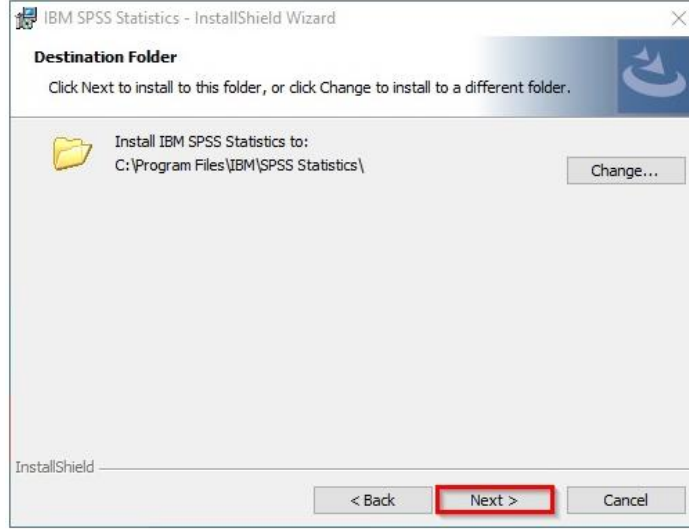 IBM SPSS Statistics - InstallShield Wizard
Destination Folder
Click Next to install to this folder, or click Change to install to a different folder.
Install IBM SPSS Statistics to:
C:\Program Files\IBM\SPSS Statistics\
Change...
InstallShield
< Back
Next >
Cancel